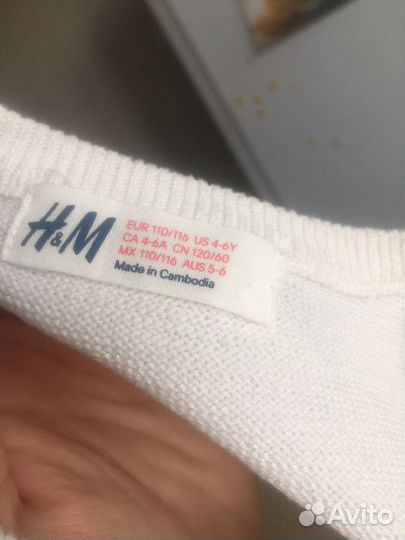 H&M
EUR 110/116 US 4-6Y
CA 4-6A CN 120/60
MX 110/116 AUS 5-6
Made in Cambodia
Avito